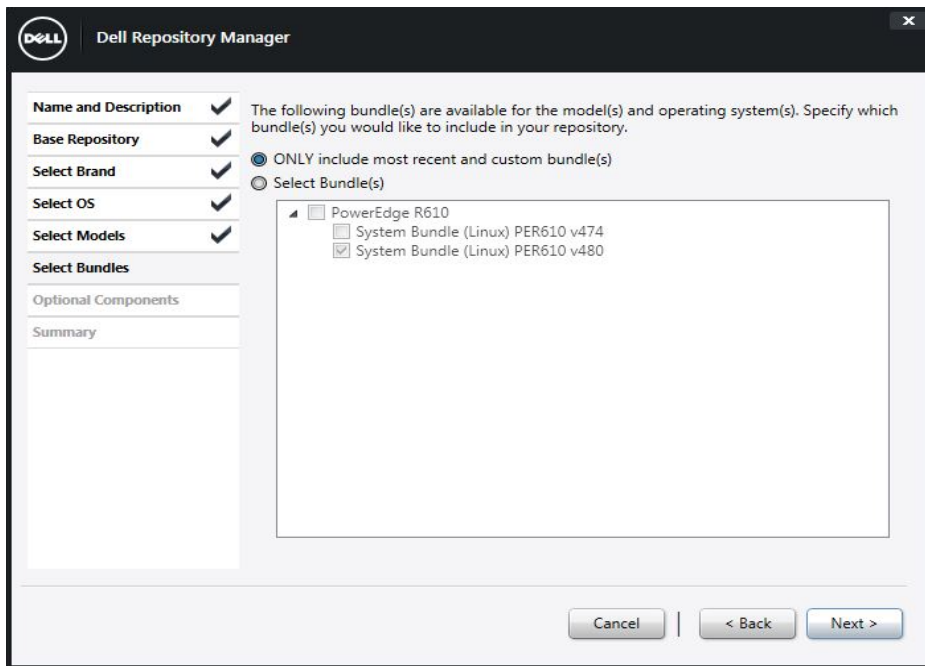 DELL
Dell Repository Manager
x
Name and Description
Base Repository
Select Brand
Select OS
Select Models
Select Bundles
Optional Components
Summary
The following bundle(s) are available for the model(s) and operating system(s). Specify which
bundle(s) you would like to include in your repository.
ONLY include most recent and custom bundle(s)
Select Bundle(s)
PowerEdge R610
System Bundle (Linux) PER610 v474
System Bundle (Linux) PER610 v480
Cancel
< Back
Next >